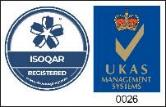 ISOQAR
REGISTERED
UKAS
MANAGEMENT
SYSTEMS
0026